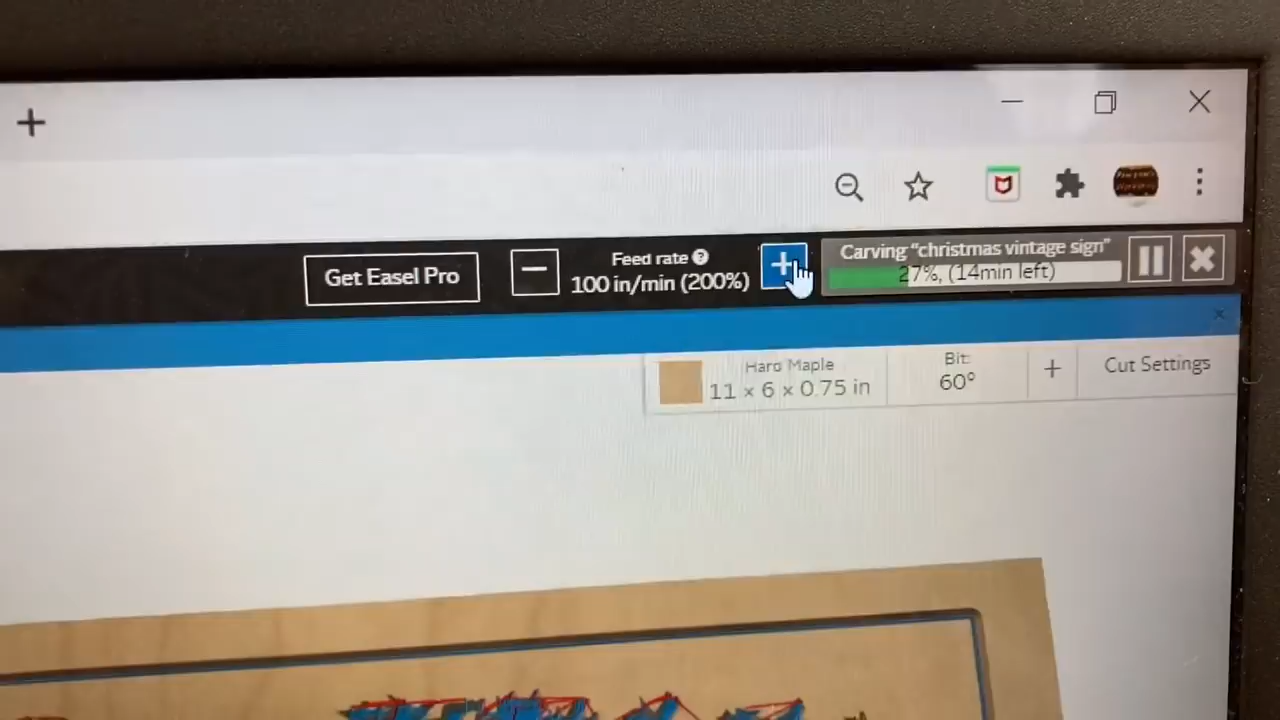 Get Easel Pro
Feed rate ?
100 in/min (200%)
Carving “christmas vintage sign”
27%, (14min left)
Hard Maple
11 x 6 x 0.75 in
Bit:
60°
Cut Settings